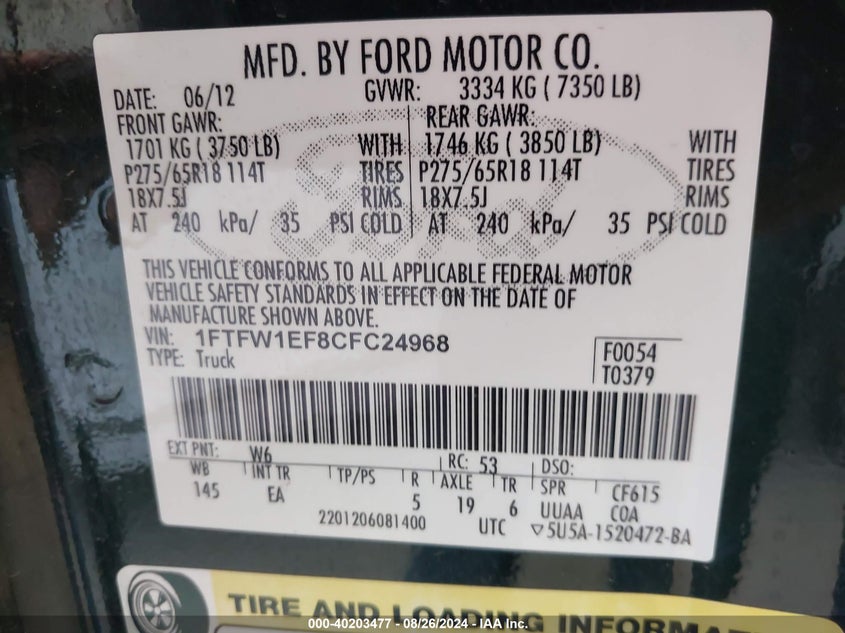 MFD. BY FORD MOTOR CO.
DATE: 06/12 GVWR: 3334 KG ( 7350 LB)
FRONT GAWR: REAR GAWR:
1701 KG ( 3750 LB) WITH 1746 KG ( 3850 LB) WITH
P275/65R18 114T TIRES P275/65R18 114T TIRES
18X7.5J RIMS 18X7.5J RIMS
AT 240 kPa/ 35 PSI COLD AT 240 kPa/ 35 PSI COLD
Ford
THIS VEHICLE CONFORMS TO ALL APPLICABLE FEDERAL MOTOR
VEHICLE SAFETY STANDARDS IN EFFECT ON THE DATE OF
MANUFACTURE SHOWN ABOVE.
VIN: 1FTFW1EF8CFC24968
TYPE: Truck
F0054
T0379
EXT PNT: W6 RC: 53 DSO:
WB INT TR TP/PS R AXLE TR SPR CF615
145 EA 5 19 6 UUAA COA
2201206081400 UTC ▽5U5A-1520472-BA
TIRE AND LOADING INFORMA
000-40203477 - 08/26/2024 - IAA Inc.